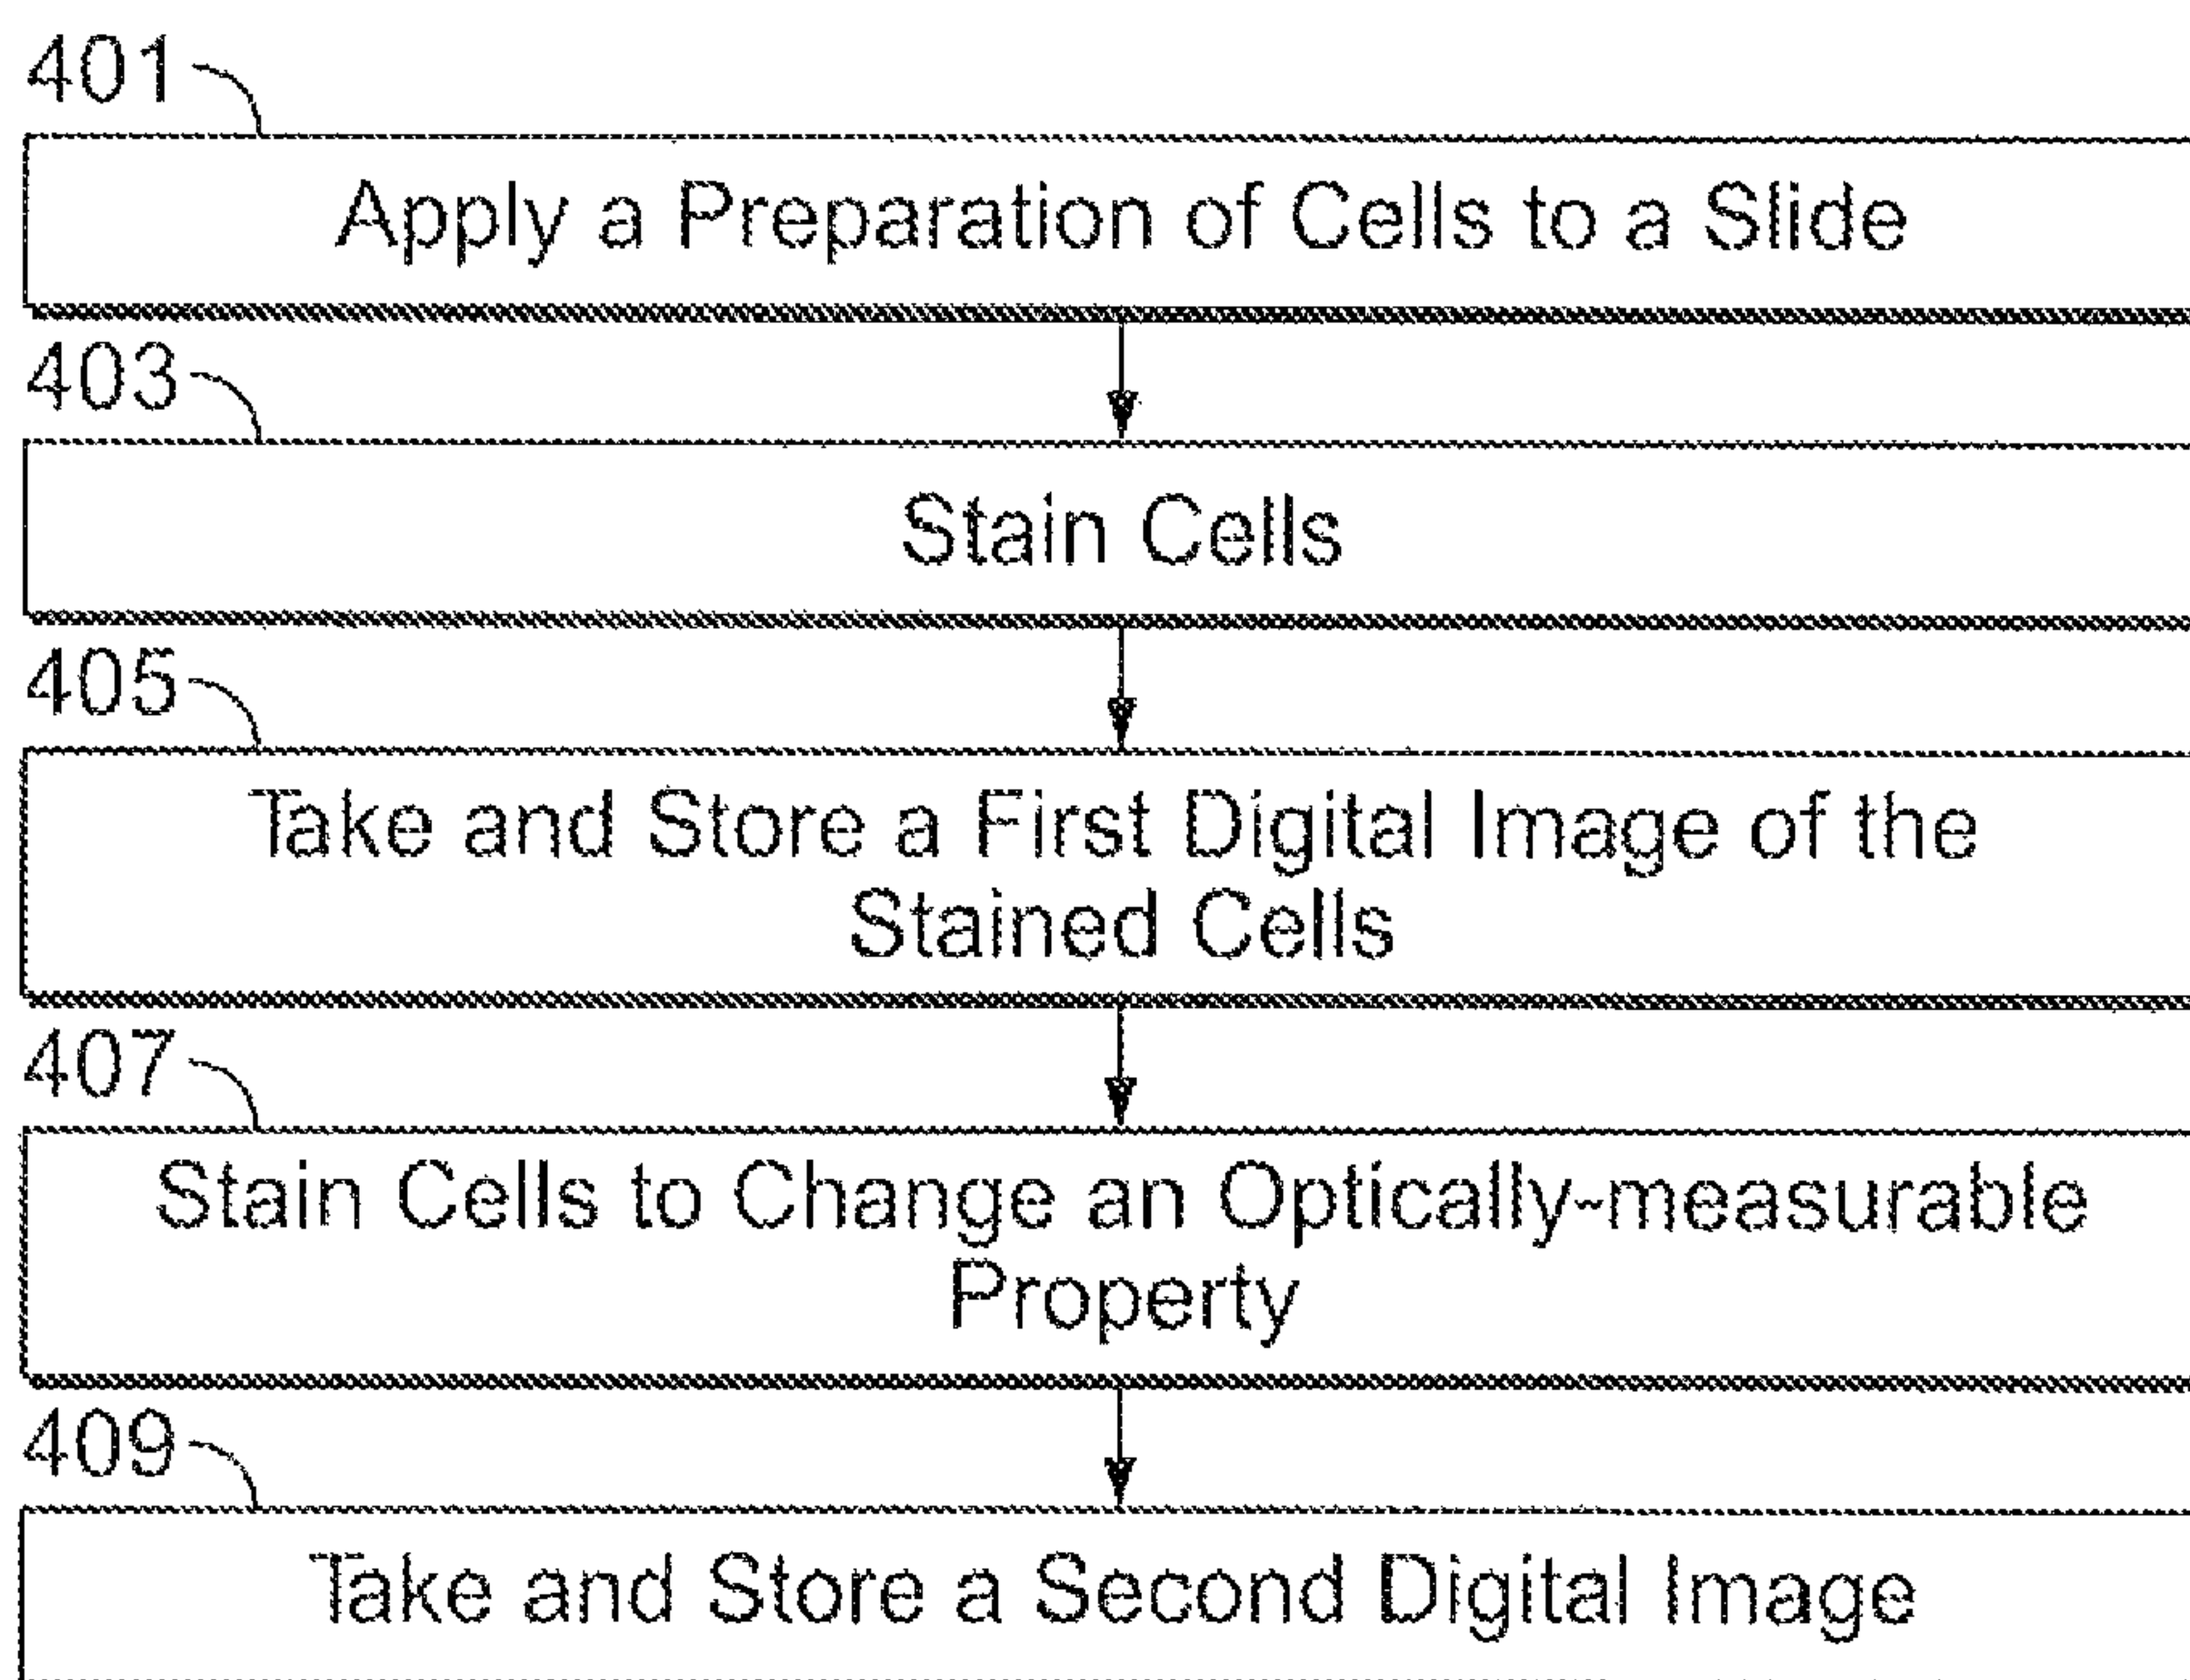 401
Apply a Preparation of Cells to a Slide
403
Stain Cells
405
Take and Store a First Digital Image of the
Stained Cells
407
Stain Cells to Change an Optically-measurable
Property
409
Take and Store a Second Digital Image